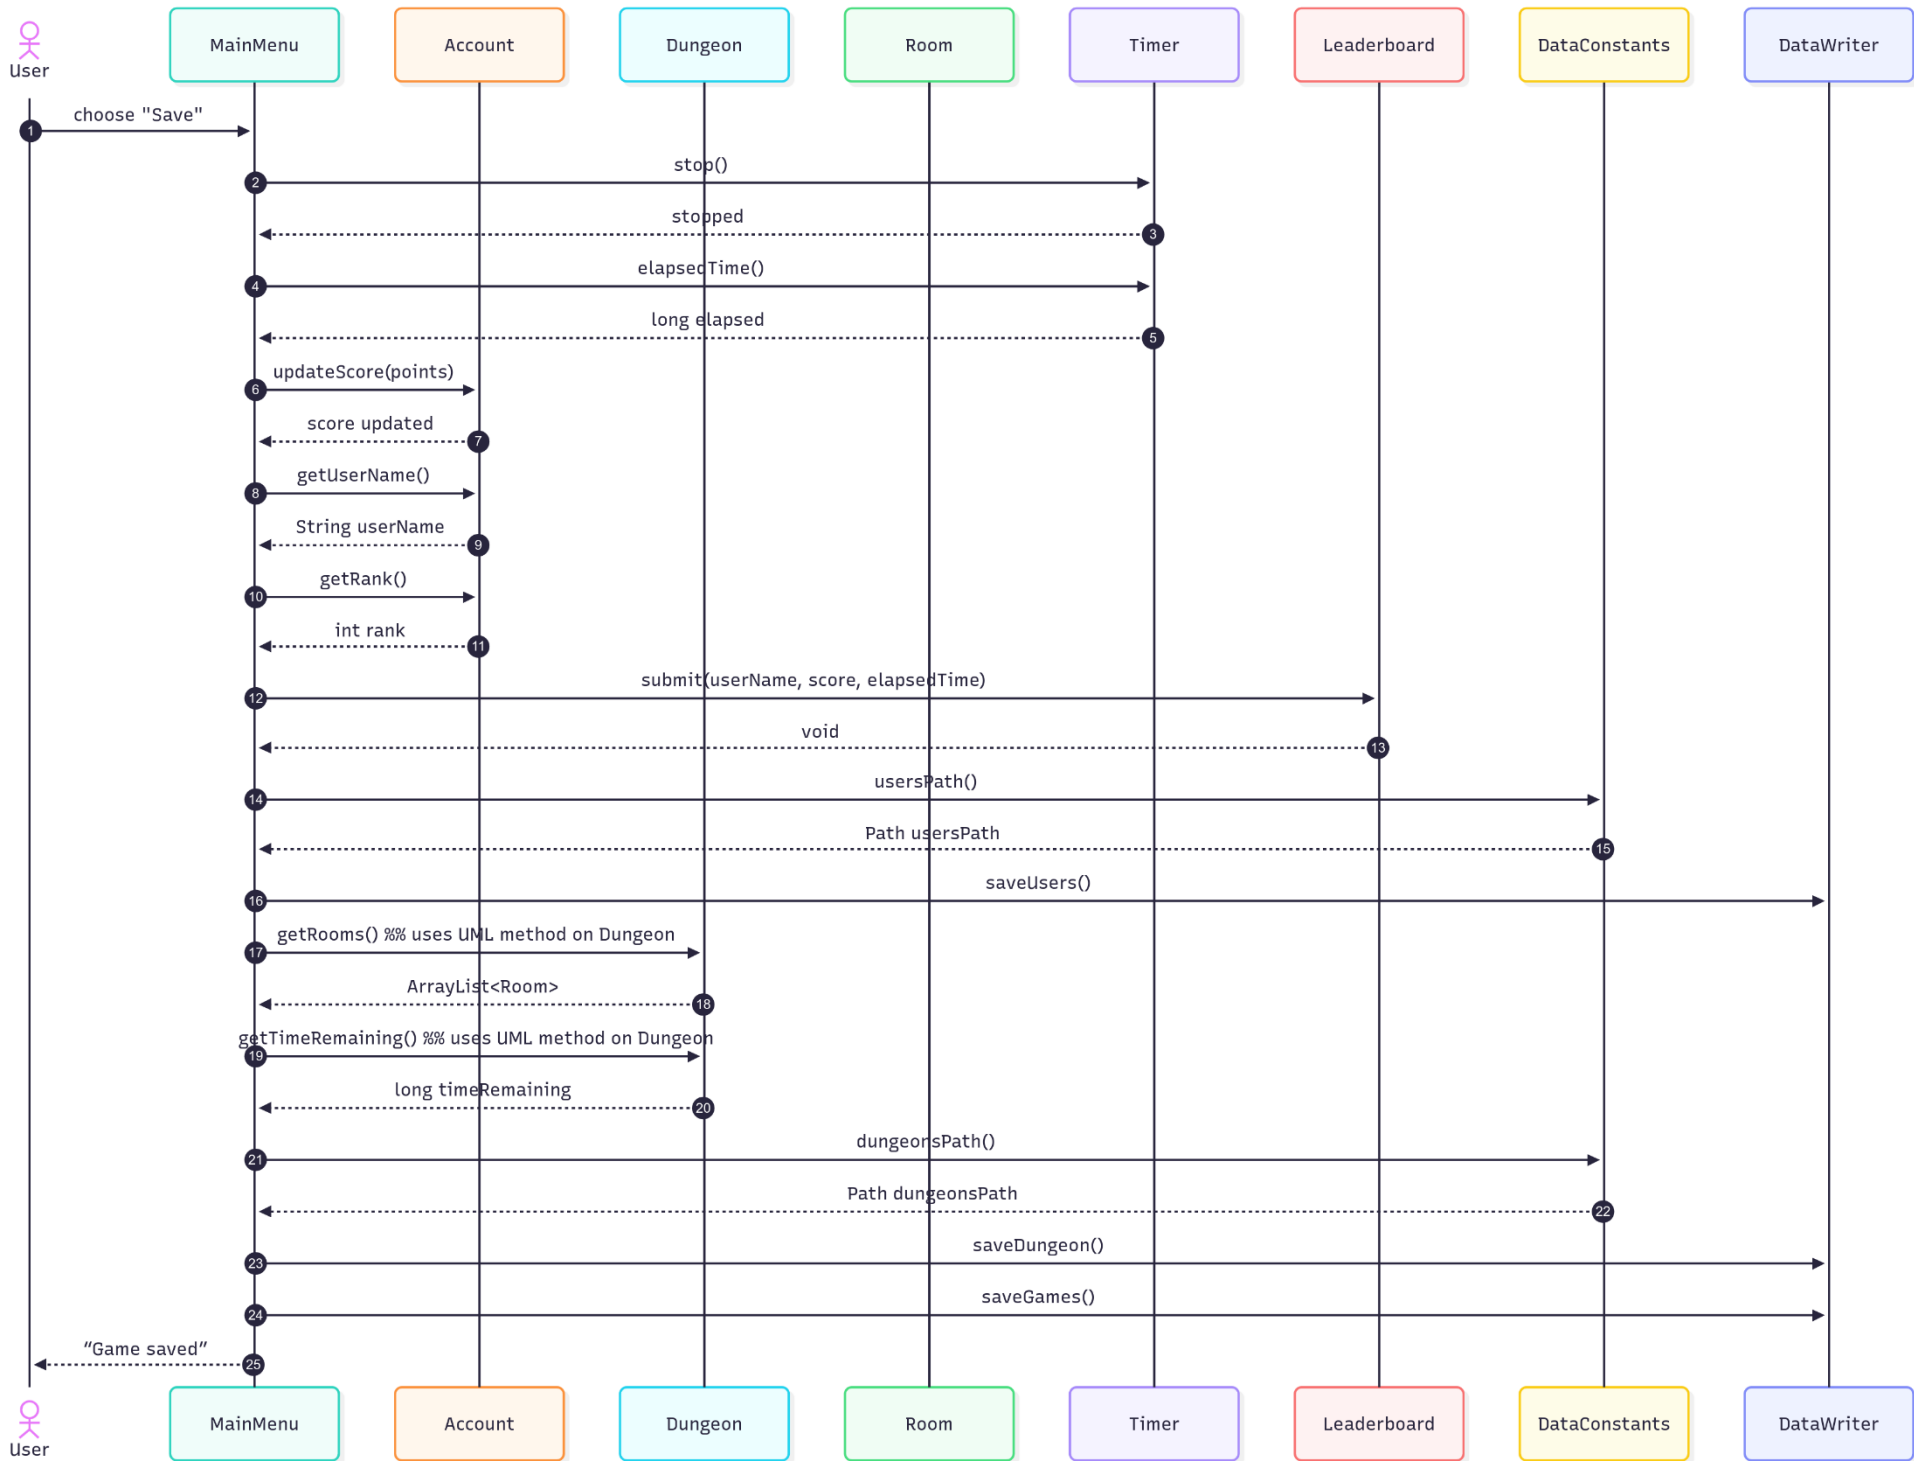 User
MainMenu
Account
Dungeon
Room
Timer
Leaderboard
DataConstants
DataWriter
choose "Save"
1
stop()
2
stopped
3
elapsedTime()
4
long elapsed
5
updateScore(points)
6
score updated
7
getUserName()
8
String userName
9
getRank()
10
int rank
11
submit(userName, score, elapsedTime)
12
void
13
usersPath()
14
Path usersPath
15
saveUsers()
16
getRooms() %% uses UML method on Dungeon
17
ArrayList<Room>
18
getTimeRemaining() %% uses UML method on Dungeon
19
long timeRemaining
20
dungeonsPath()
21
Path dungeonsPath
22
saveDungeon()
23
saveGames()
24
“Game saved”
25
User
MainMenu
Account
Dungeon
Room
Timer
Leaderboard
DataConstants
DataWriter